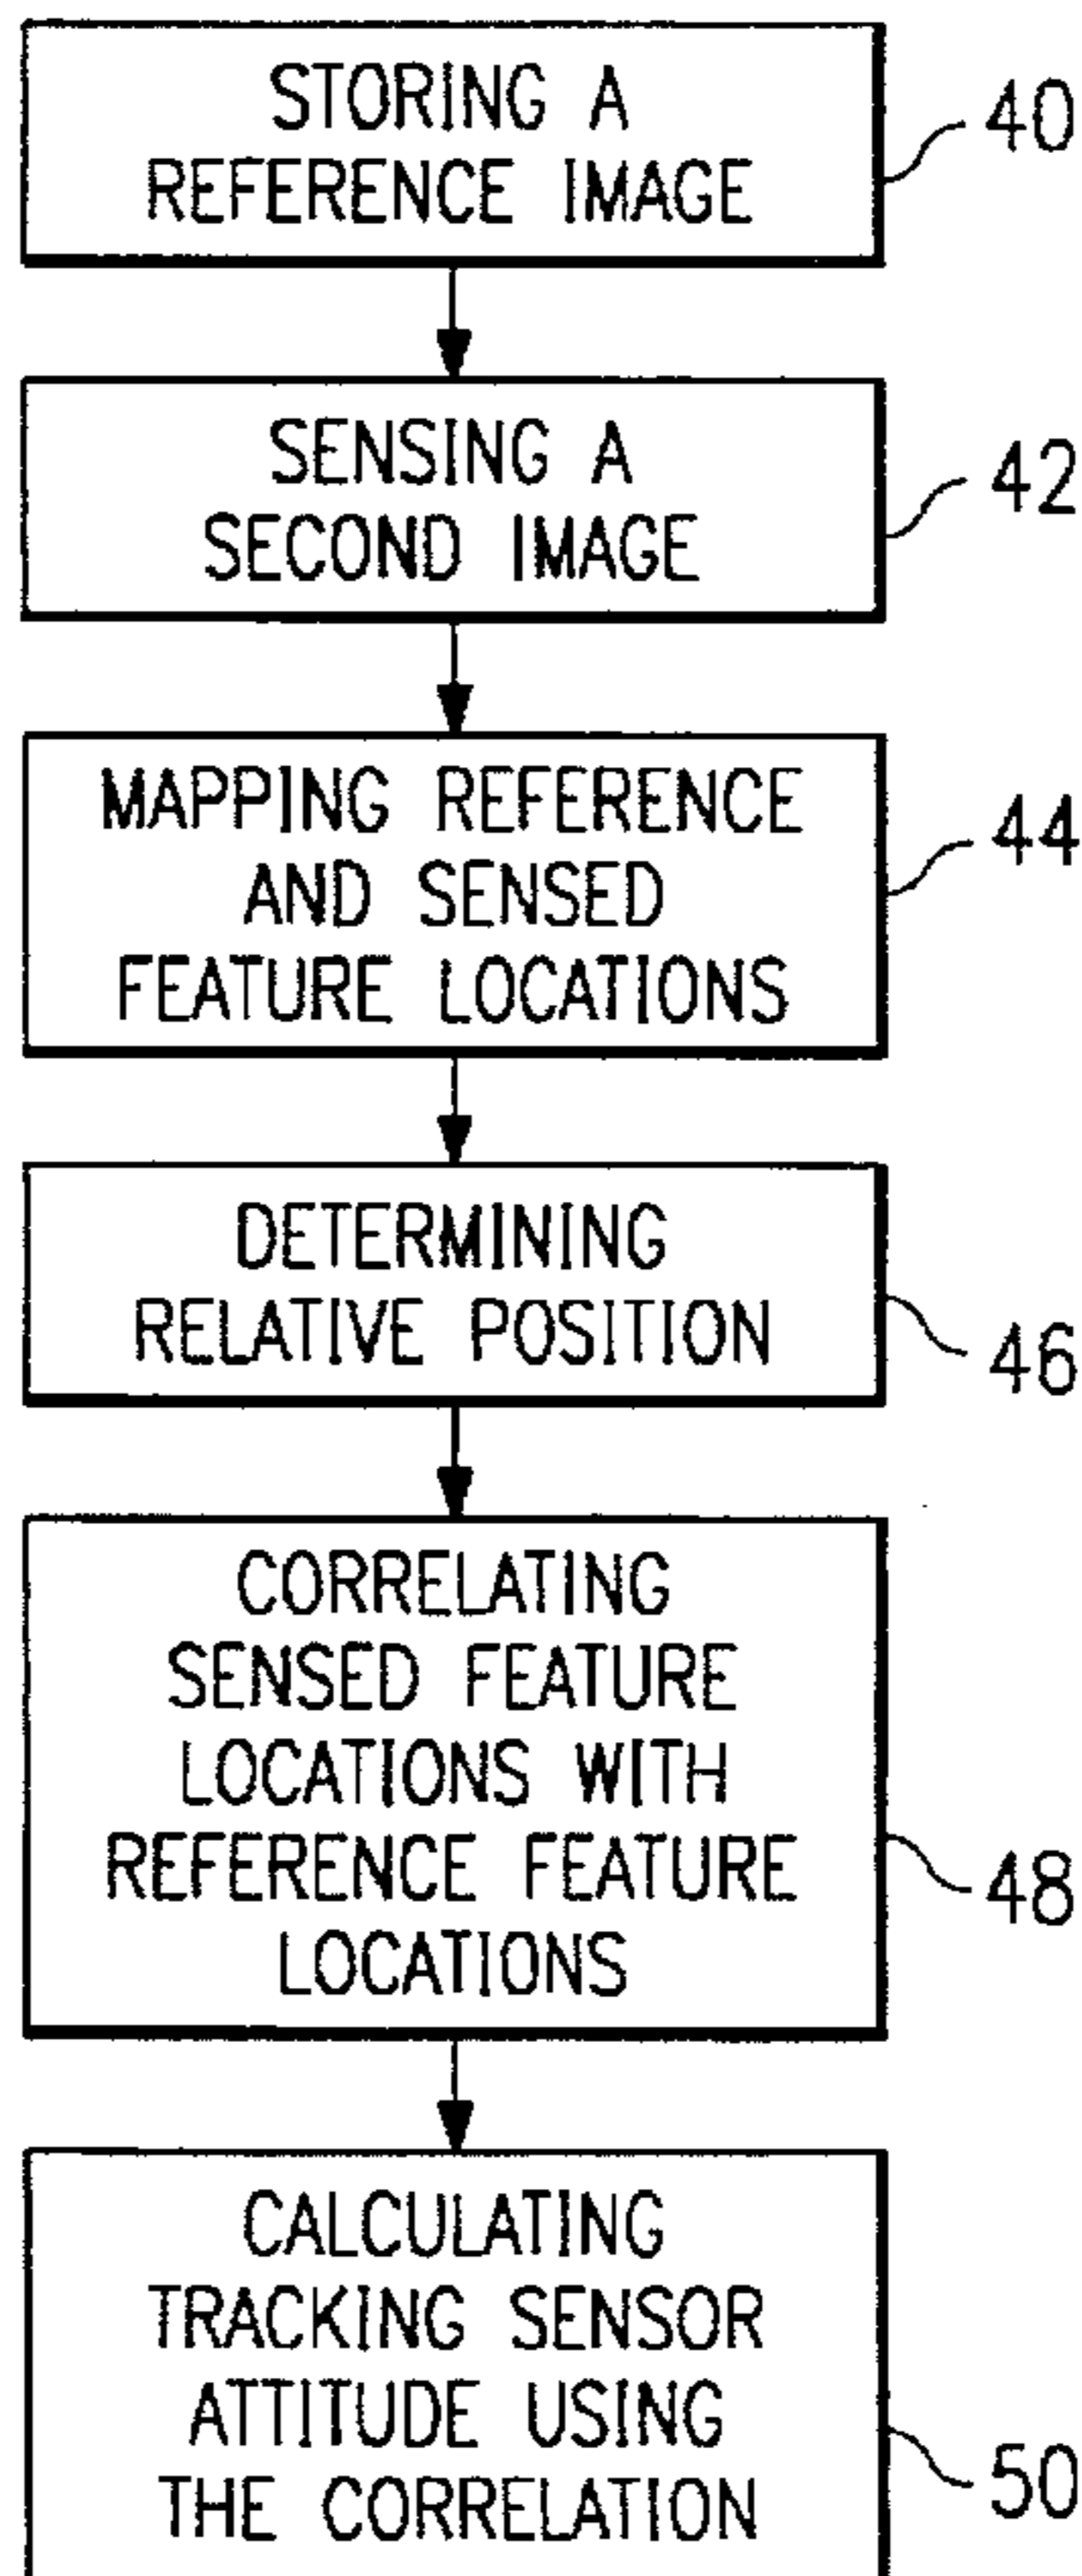 STORING A
REFERENCE IMAGE
40
SENSING A
SECOND IMAGE
42
MAPPING REFERENCE
AND SENSED
FEATURE LOCATIONS
44
DETERMINING
RELATIVE POSITION
46
CORRELATING
SENSED FEATURE
LOCATIONS WITH
REFERENCE FEATURE
LOCATIONS
48
CALCULATING
TRACKING SENSOR
ATTITUDE USING
THE CORRELATION
50